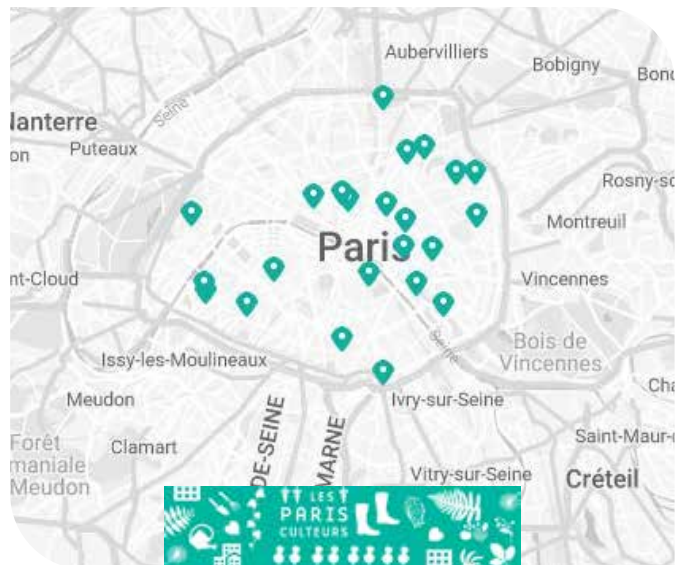 Aubervilliers
Bobigny
Bond
Nanterre
Seine
on
Puteaux
Rosny-so
Paris
Montreuil
nt-Cloud
Vincennes
Seine
Bois de
Vincennes
Issy-les-Moulineaux
Cha
Meudon
Ivry-sur-Seine
DE-SEINE
MARNE
Forêt
maniale
Meudon
Clamart
Saint-Maur-d
Vitry-sur-Seine
Créteil
LES
PARIS
CULTEURS